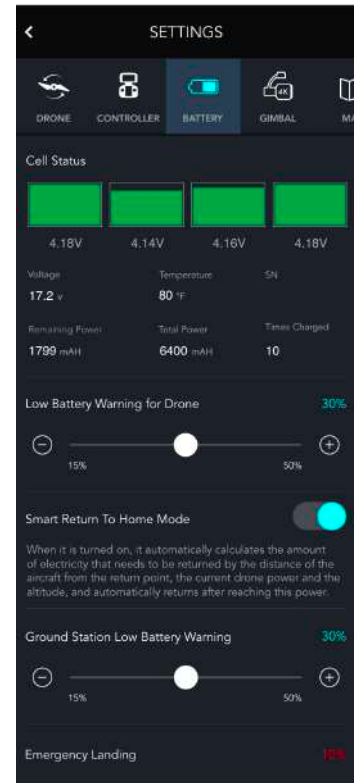 SETTINGS
4K
DRONE CONTROLLER BATTERY GIMBAL MA
Cell Status
4.18V 4.14V 4.16V 4.18V
Voltage Temperature SN
17.2 v 80 °F
Remaining Power Total Power Times Charged
1799 mAH 6400 mAH 10
Low Battery Warning for Drone 30%
15% 50%
Smart Return To Home Mode
When it is turned on, it automatically calculates the amount
of electricity that needs to be returned by the distance of the
aircraft from the return point, the current drone power and the
altitude, and automatically returns after reaching this power.
Ground Station Low Battery Warning 30%
15% 50%
Emergency Landing 10%